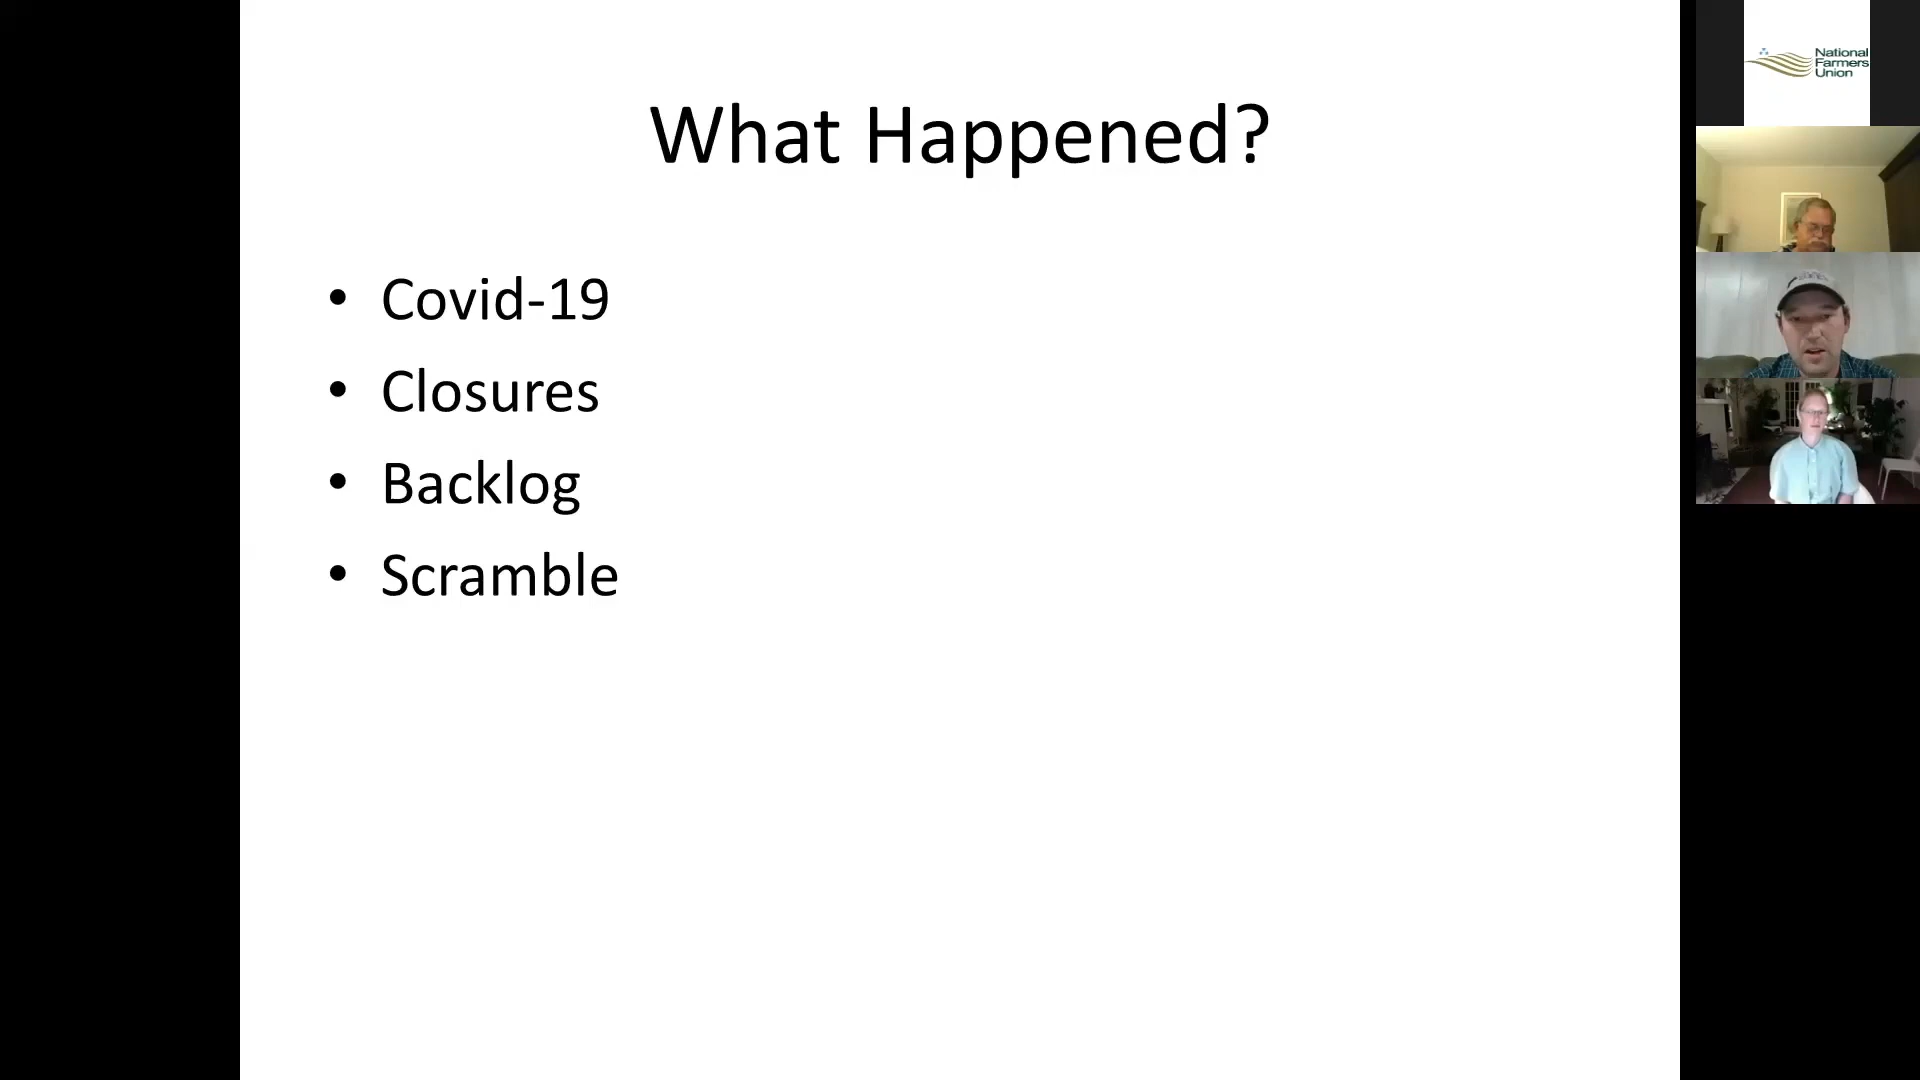 What Happened?
• Covid-19
• Closures
• Backlog
• Scramble
National
Farmers
Union